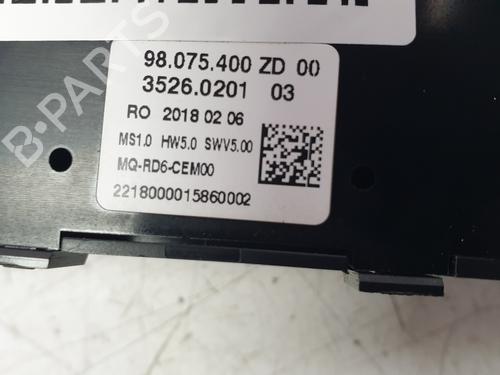 98.075.400 ZD 00
3526.0201 03
RO 2018 02 06
MS1.0 HW5.0 SWV5.00
MQ-RD6-CEM00
2218000015860002
B-PARTS